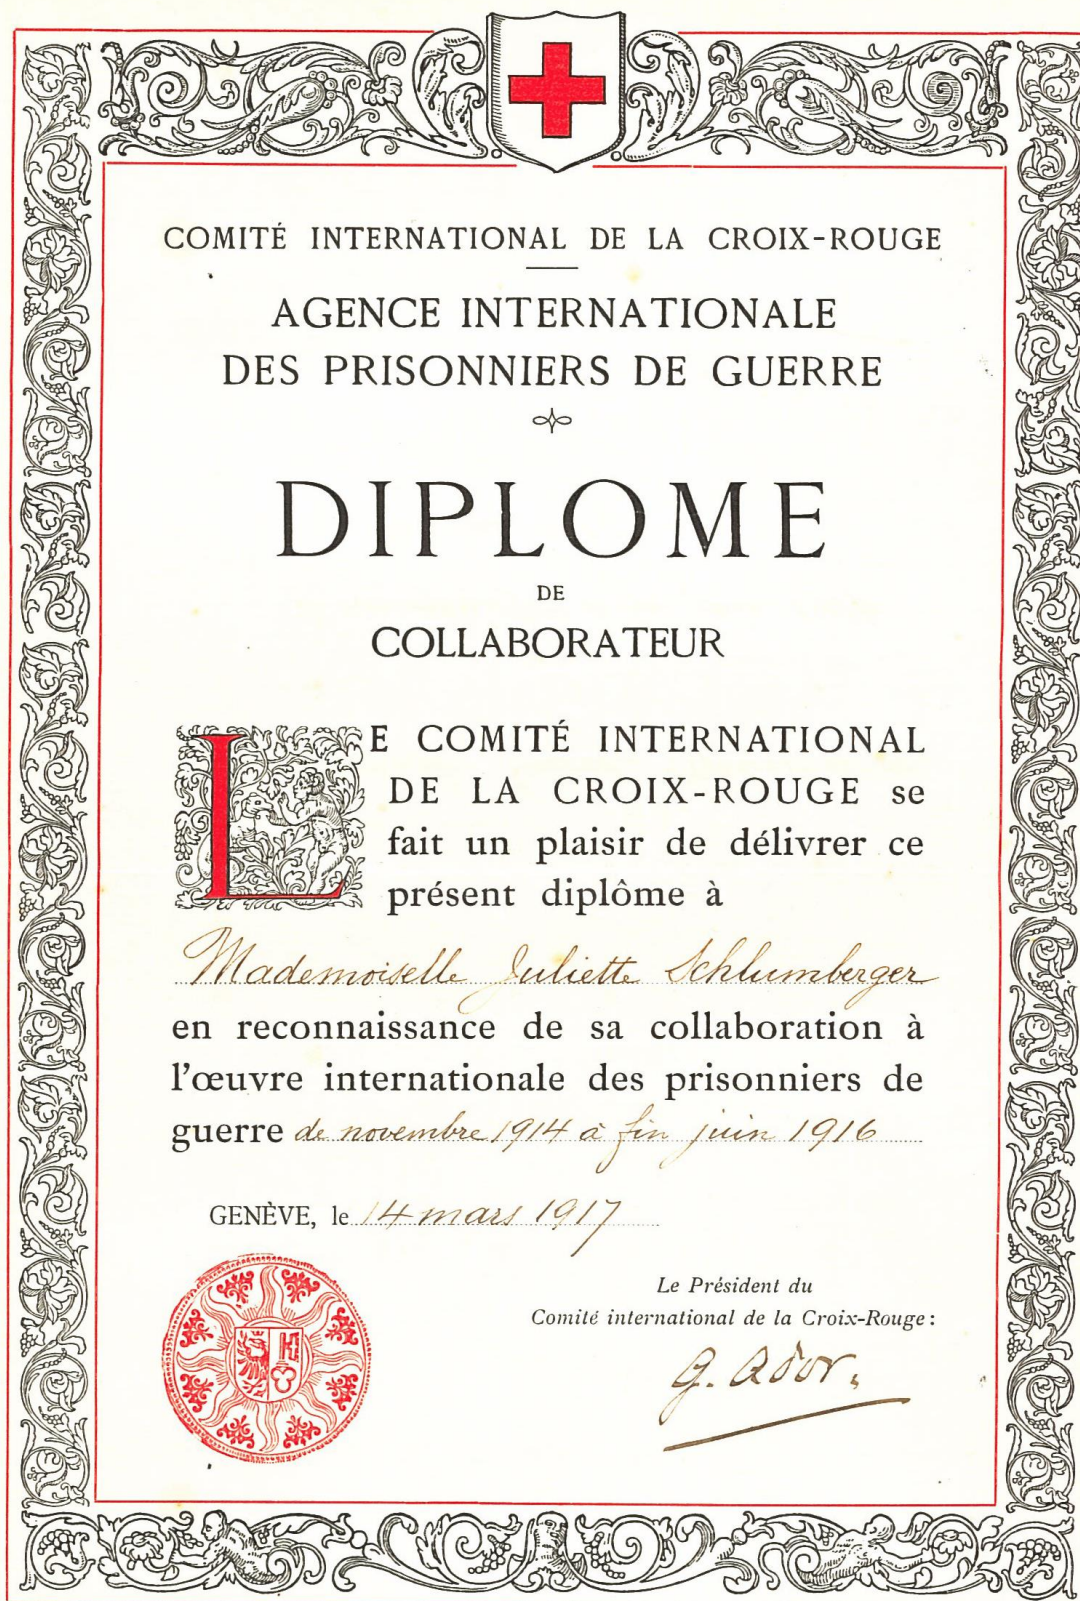 COMITÉ INTERNATIONAL DE LA CROIX-ROUGE
AGENCE INTERNATIONALE
DES PRISONNIERS DE GUERRE
DIPLOME
DE
COLLABORATEUR
LE COMITÉ INTERNATIONAL
DE LA CROIX-ROUGE se
fait un plaisir de délivrer ce
présent diplôme à
Mademoiselle Juliette Schlumberger
en reconnaissance de sa collaboration à
l'œuvre internationale des prisonniers de
guerre de novembre 1914 à fin juin 1916
GENÈVE, le 14 mars 1917
Le Président du
Comité international de la Croix-Rouge:
G. Ador.